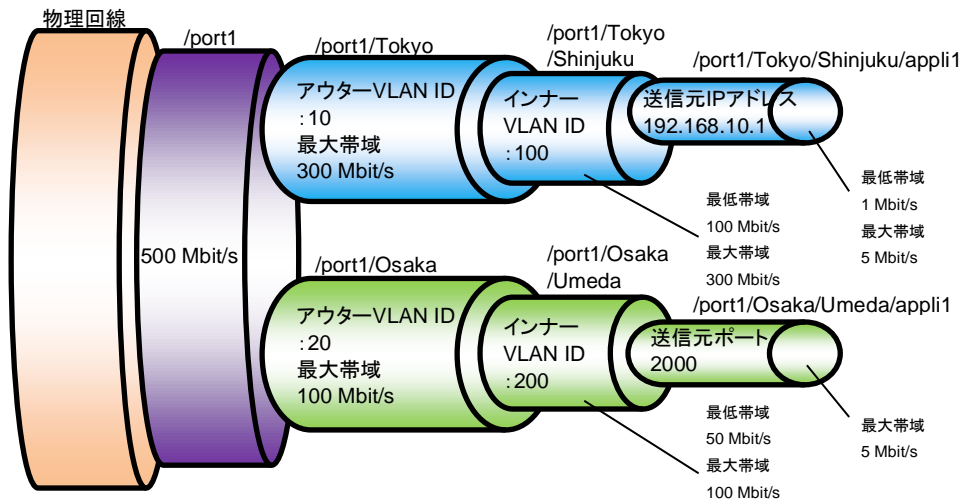 物理回線
/port1
500 Mbit/s
/port1/Tokyo
アウターVLAN ID
:10
最大帯域
300 Mbit/s
/port1/Tokyo
/Shinjuku
インナー
VLAN ID
:100
最低帯域
100 Mbit/s
最大帯域
300 Mbit/s
/port1/Tokyo/Shinjuku/appli1
送信元IPアドレス
192.168.10.1
最低帯域
1 Mbit/s
最大帯域
5 Mbit/s
/port1/Osaka
アウターVLAN ID
:20
最大帯域
100 Mbit/s
/port1/Osaka
/Umeda
インナー
VLAN ID
:200
最低帯域
50 Mbit/s
最大帯域
100 Mbit/s
/port1/Osaka/Umeda/appli1
送信元ポート
2000
最大帯域
5 Mbit/s